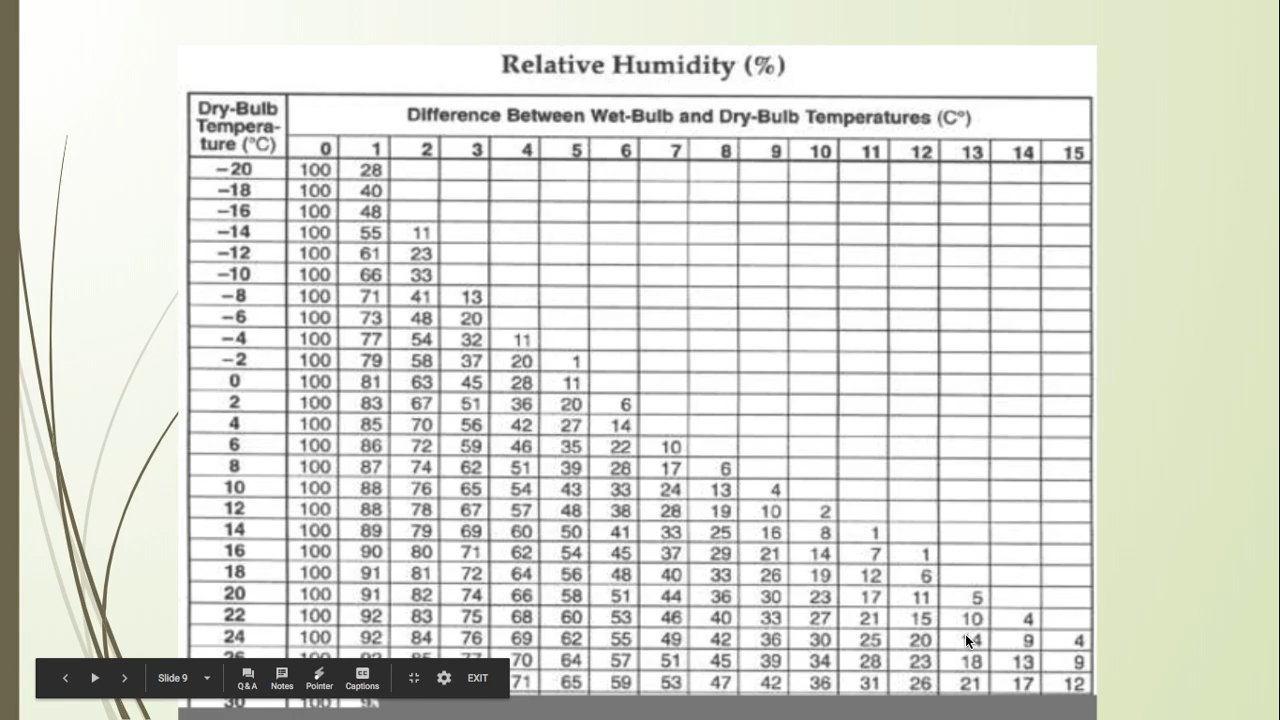 Relative Humidity (%)
Dry-Bulb Tempera-ture (°C)
Difference Between Wet-Bulb and Dry-Bulb Temperatures (C°)
0 1 2 3 4 5 6 7 8 9 10 11 12 13 14 15
−20 100 28
−18 100 40
−16 100 48
−14 100 55 11
−12 100 61 23
−10 100 66 33
−8 100 71 41 13
−6 100 73 48 20
−4 100 77 54 32 11
−2 100 79 58 37 20 1
0 100 81 63 45 28 11
2 100 83 67 51 36 20 6
4 100 85 70 56 42 27 14
6 100 86 72 59 46 35 22 10
8 100 87 74 62 51 39 28 17 6
10 100 88 76 65 54 43 33 24 13 4
12 100 88 78 67 57 48 38 28 19 10 2
14 100 89 79 69 60 50 41 33 25 16 8 1
16 100 90 80 71 62 54 45 37 29 21 14 7 1
18 100 91 81 72 64 56 48 40 33 26 19 12 6
20 100 91 82 74 66 58 51 44 36 30 23 17 11 5
22 100 92 83 75 68 60 53 46 40 33 27 21 15 10 4
24 100 92 84 76 69 62 55 49 42 36 30 25 20 4 9 4
70 64 57 51 45 39 34 28 23 18 13 9
71 65 59 53 47 42 36 31 26 21 17 12
30 100
Slide 9
Q&A
Notes
Pointer
Captions
EXIT